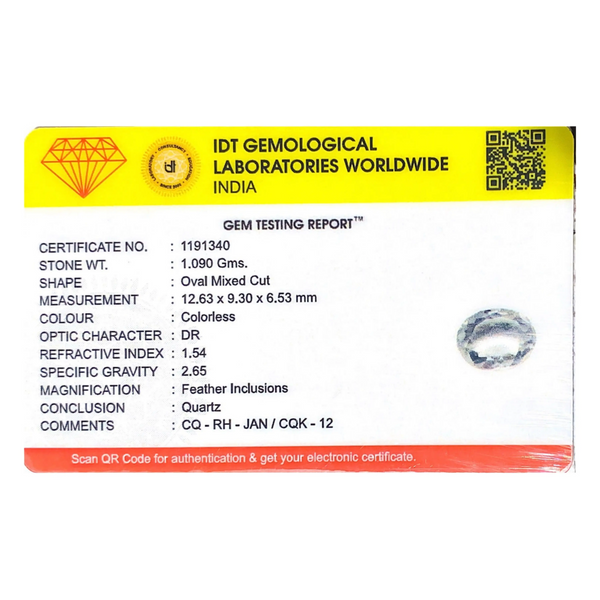 IDT GEMOLOGICAL
LABORATORIES WORLDWIDE
INDIA
GEM TESTING REPORT™
CERTIFICATE NO. : 1191340
STONE WT. : 1.090 Gms.
SHAPE : Oval Mixed Cut
MEASUREMENT : 12.63 x 9.30 x 6.53 mm
COLOUR : Colorless
OPTIC CHARACTER : DR
REFRACTIVE INDEX : 1.54
SPECIFIC GRAVITY : 2.65
MAGNIFICATION : Feather Inclusions
CONCLUSION : Quartz
COMMENTS : CQ - RH - JAN / CQK - 12
Scan QR Code for authentication & get your electronic certificate.